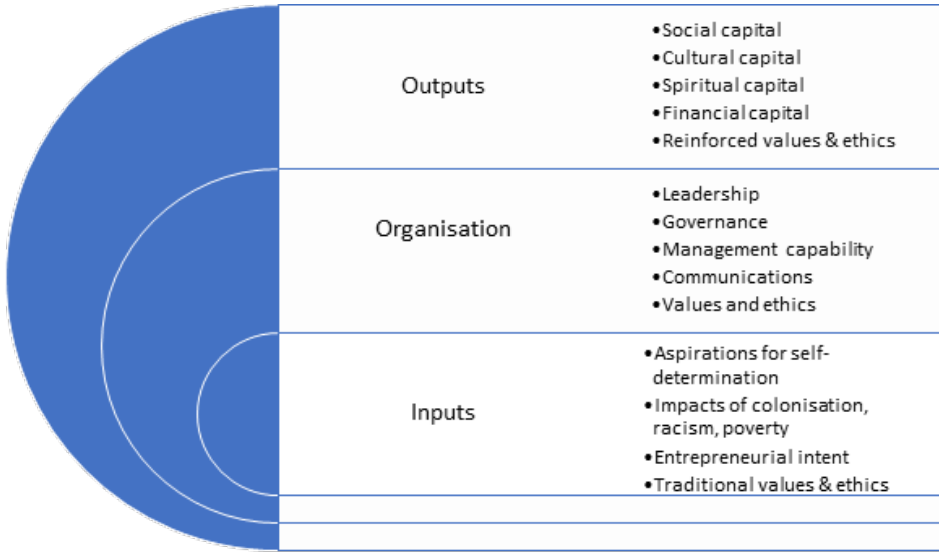 Outputs
•Social capital
•Cultural capital
•Spiritual capital
•Financial capital
•Reinforced values & ethics
Organisation
•Leadership
•Governance
•Management capability
•Communications
•Values and ethics
Inputs
•Aspirations for self-
determination
•Impacts of colonisation,
racism, poverty
•Entrepreneurial intent
•Traditional values & ethics